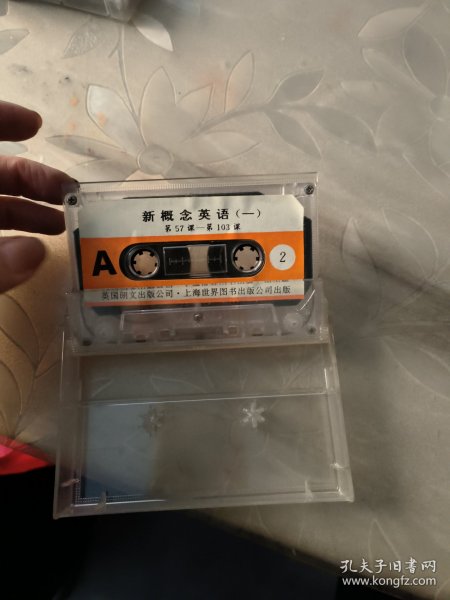 新概念英语(一)
第57课—第103课
A
2
英国朗文出版公司·上海世界图书出版公司出版
孔夫子旧书网
www.kongfz.com